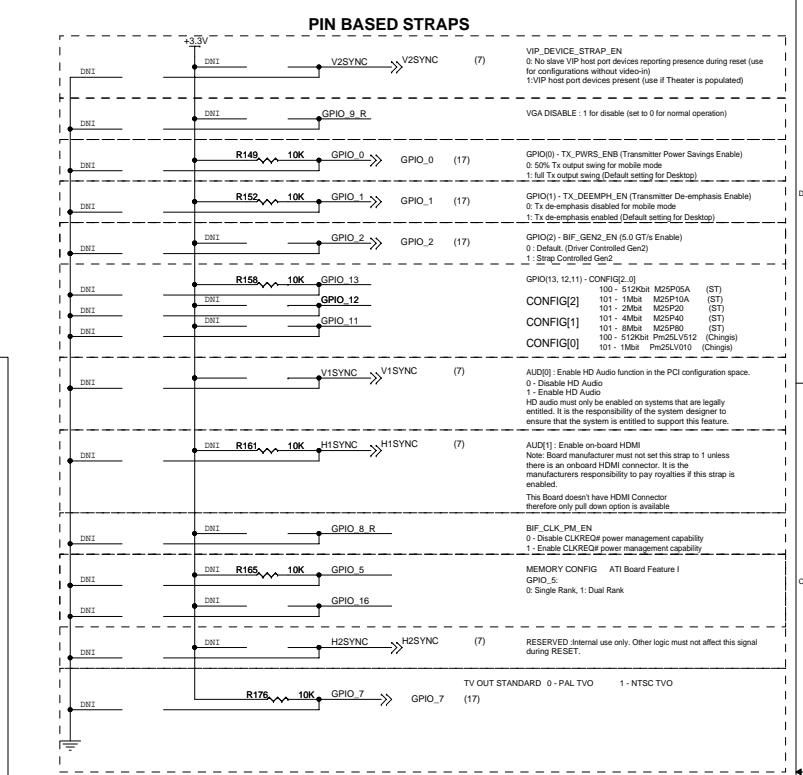 PIN BASED STRAPS
+3.3V
DNI V2SYNC V2SYNC (7)
DNI
VIP_DEVICE_STRAP_EN
0: No slave VIP host port devices reporting presence during reset (use
for configurations without video-in)
1:VIP host port devices present (use if Theater is populated)
DNI GPIO_9_R
DNI
VGA DISABLE : 1 for disable (set to 0 for normal operation)
R149 10K GPIO_0 GPIO_0 (17)
DNI
GPIO(0) - TX_PWRS_ENB (Transmitter Power Savings Enable)
0: 50% Tx output swing for mobile mode
1: full Tx output swing (Default setting for Desktop)
R152 10K GPIO_1 GPIO_1 (17)
DNI
GPIO(1) - TX_DEEMPH_EN (Transmitter De-emphasis Enable)
0: Tx de-emphasis disabled for mobile mode
1: Tx de-emphasis enabled (Default setting for Desktop)
D
DNI GPIO_2 GPIO_2 (17)
DNI
GPIO(2) - BIF_GEN2_EN (5.0 GT/s Enable)
0 : Default. (Driver Controlled Gen2)
1 : Strap Controlled Gen2
R158 10K GPIO_13
DNI
DNI GPIO_12
DNI
DNI GPIO_11
DNI
GPIO(13, 12,11) - CONFIG[2..0]
CONFIG[2]
CONFIG[1]
CONFIG[0]
100 - 512Kbit M25P05A (ST)
101 - 1Mbit M25P10A (ST)
101 - 2Mbit M25P20 (ST)
101 - 4Mbit M25P40 (ST)
101 - 8Mbit M25P80 (ST)
100 - 512Kbit Pm25LV512 (Chingis)
101 - 1Mbit Pm25LV010 (Chingis)
DNI V1SYNC V1SYNC (7)
DNI
AUD[0] : Enable HD Audio function in the PCI configuration space.
0 - Disable HD Audio
1 - Enable HD Audio
HD audio must only be enabled on systems that are legally
entitled. It is the responsibility of the system designer to
ensure that the system is entitled to support this feature.
DNI R161 10K H1SYNC H1SYNC (7)
DNI
AUD[1] : Enable on-board HDMI
Note: Board manufacturer must not set this strap to 1 unless
there is an onboard HDMI connector. It is the
manufacturers responsibility to pay royalties if this strap is
enabled.
This Board doesn't have HDMI Connector
therefore only pull down option is available
DNI GPIO_8_R
DNI
BIF_CLK_PM_EN
0 - Disable CLKREQ# power management capability
1 - Enable CLKREQ# power management capability
DNI R165 10K GPIO_5
DNI
DNI GPIO_16
DNI
MEMORY CONFIG ATI Board Feature I
GPIO_5:
0: Single Rank, 1: Dual Rank
C
DNI H2SYNC H2SYNC (7)
DNI
RESERVED :Internal use only. Other logic must not affect this signal
during RESET.
TV OUT STANDARD 0 - PAL TVO 1 - NTSC TVO
R176 10K GPIO_7 GPIO_7 (17)
DNI